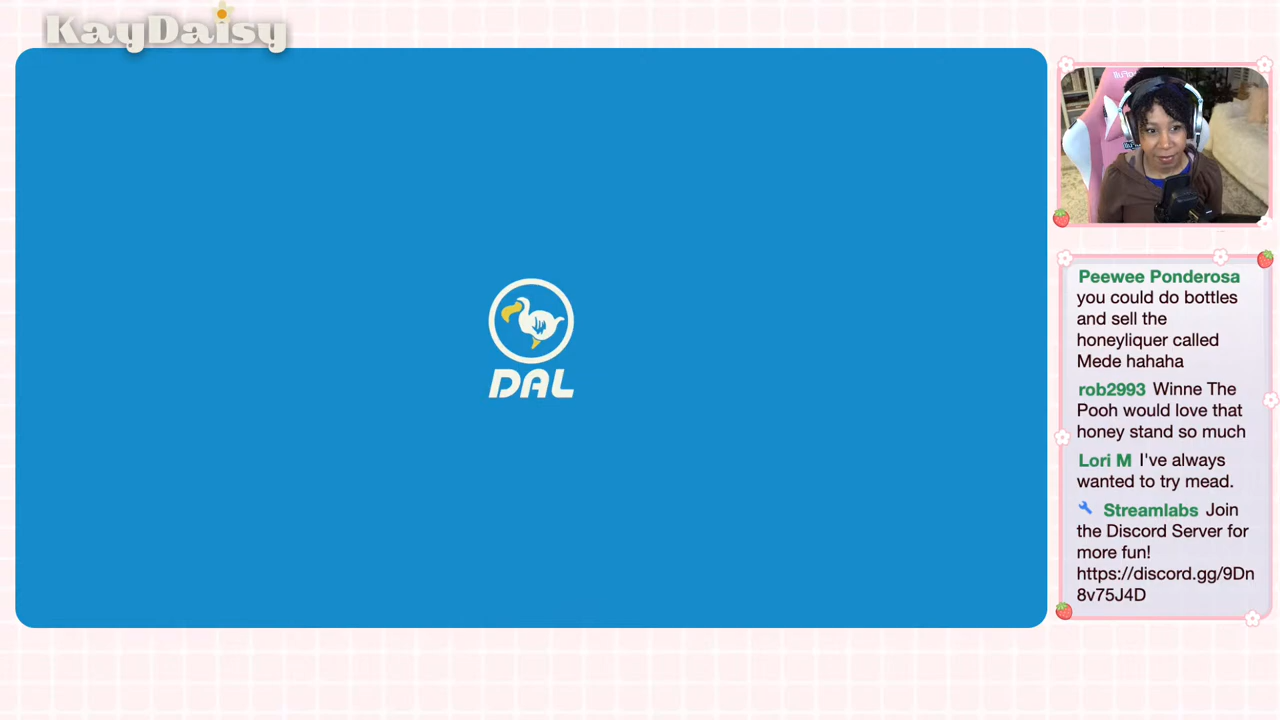 KayDaisy
DAL
Peewee Ponderosa
you could do bottles
and sell the
honeyliquer called
Mede hahaha
rob2993 Winne The
Pooh would love that
honey stand so much
Lori M I've always
wanted to try mead.
Streamlabs Join
the Discord Server for
more fun!
https://discord.gg/9Dn
8v75J4D